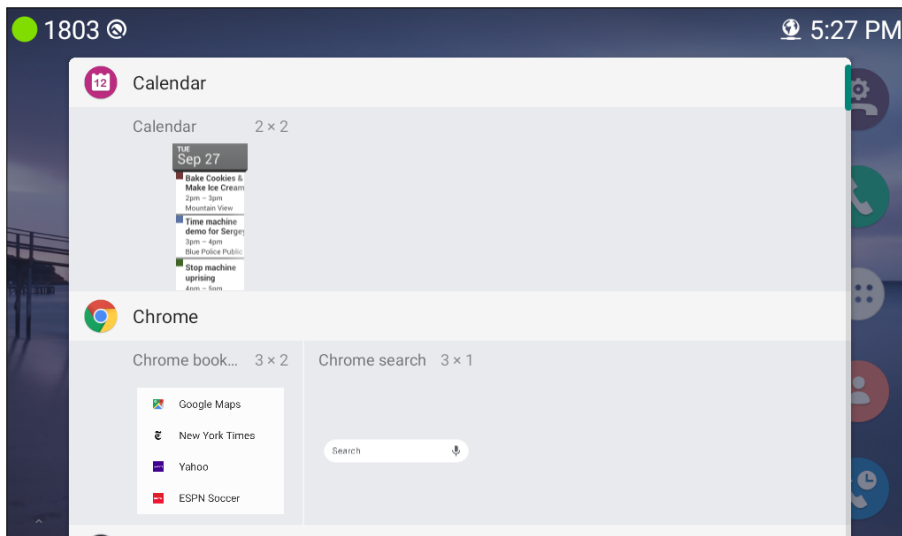 1803
5:27 PM
12
Calendar
Calendar 2 × 2
TUE
Sep 27
Bake Cookies &
Make Ice Cream
2pm – 3pm
Mountain View
Time machine
demo for Sergey
3pm – 4pm
Blue Police Public
Stop machine
uprising
4pm – 5pm
Chrome
Chrome book... 3 × 2
Chrome search 3 × 1
Google Maps
New York Times
Yahoo
ESPN Soccer
Search